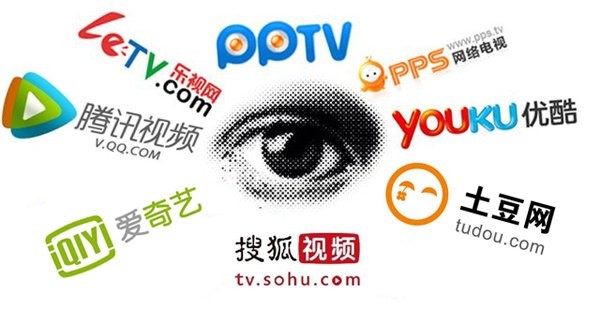 LeTV.com 乐视网
PPTV
PPS www.pps.tv
网络电视
腾讯视频
V.QQ.COM
YOUKU 优酷
iQIYI 爱奇艺
土豆网
tudou.com
搜狐视频
tv.sohu.com